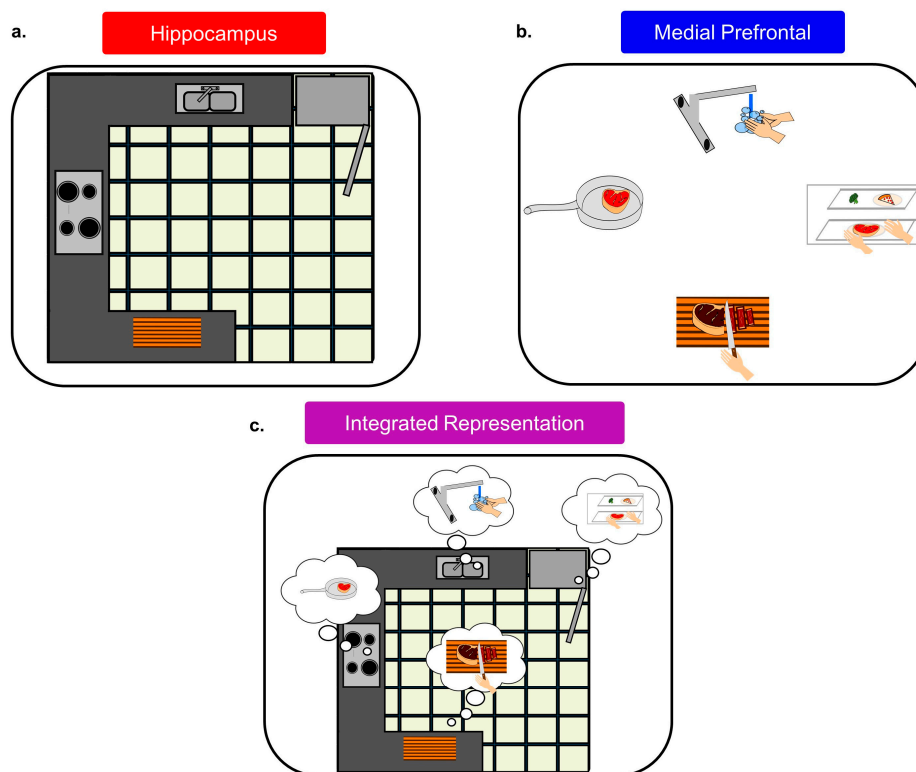 a.
Hippocampus
b.
Medial Prefrontal
c.
Integrated Representation